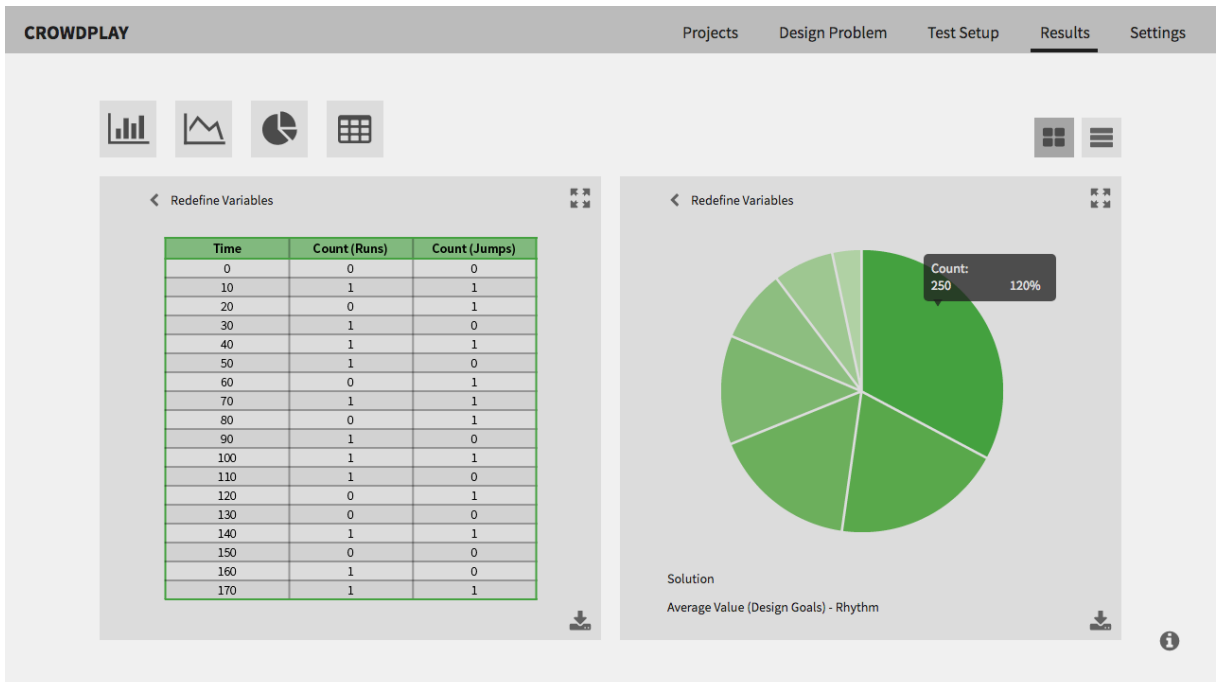 CROWDPLAY Projects Design Problem Test Setup Results Settings
Redefine Variables
Time Count (Runs) Count (Jumps)
0 0 0
10 1 1
20 0 1
30 1 0
40 1 1
50 1 0
60 0 1
70 1 1
80 0 1
90 1 0
100 1 1
110 1 0
120 0 1
130 0 0
140 1 1
150 0 0
160 1 0
170 1 1
Redefine Variables
Count:
250 120%
Solution
Average Value (Design Goals) - Rhythm